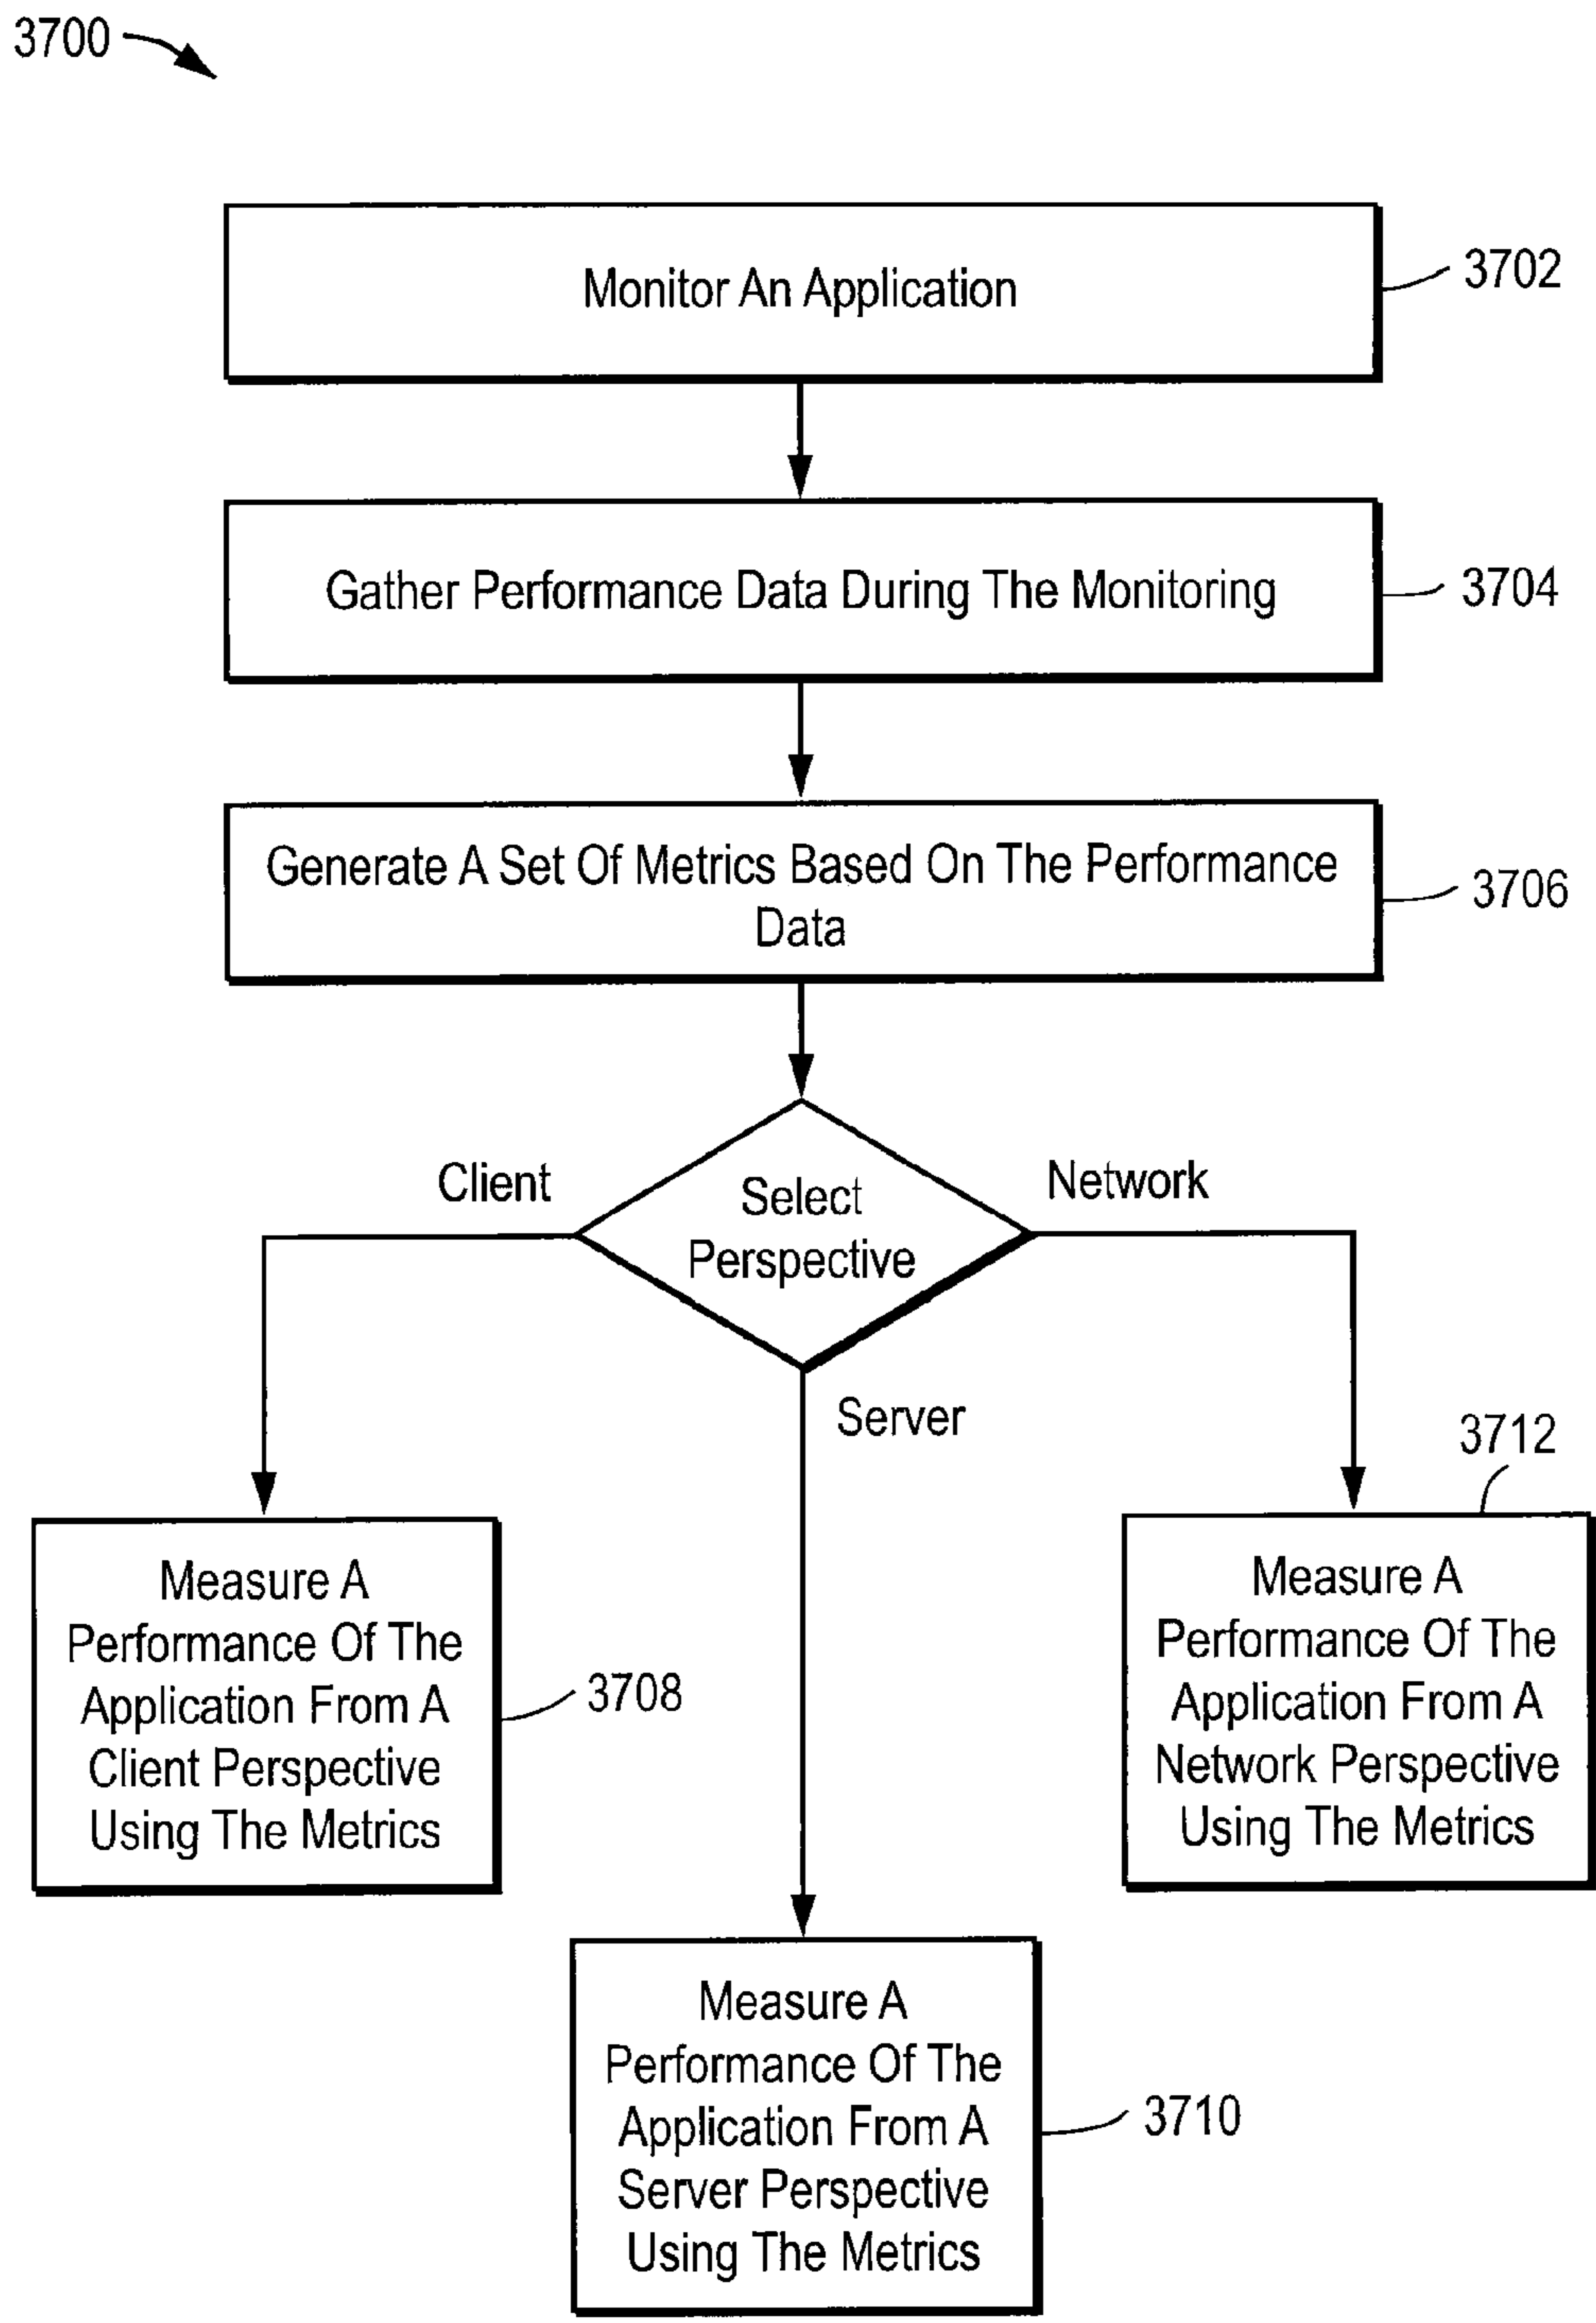 3700
Monitor An Application
3702
Gather Performance Data During The Monitoring
3704
Generate A Set Of Metrics Based On The Performance
Data
3706
Client
Select
Perspective
Network
Server
3712
Measure A
Performance Of The
Application From A
Client Perspective
Using The Metrics
3708
Measure A
Performance Of The
Application From A
Network Perspective
Using The Metrics
Measure A
Performance Of The
Application From A
Server Perspective
Using The Metrics
3710